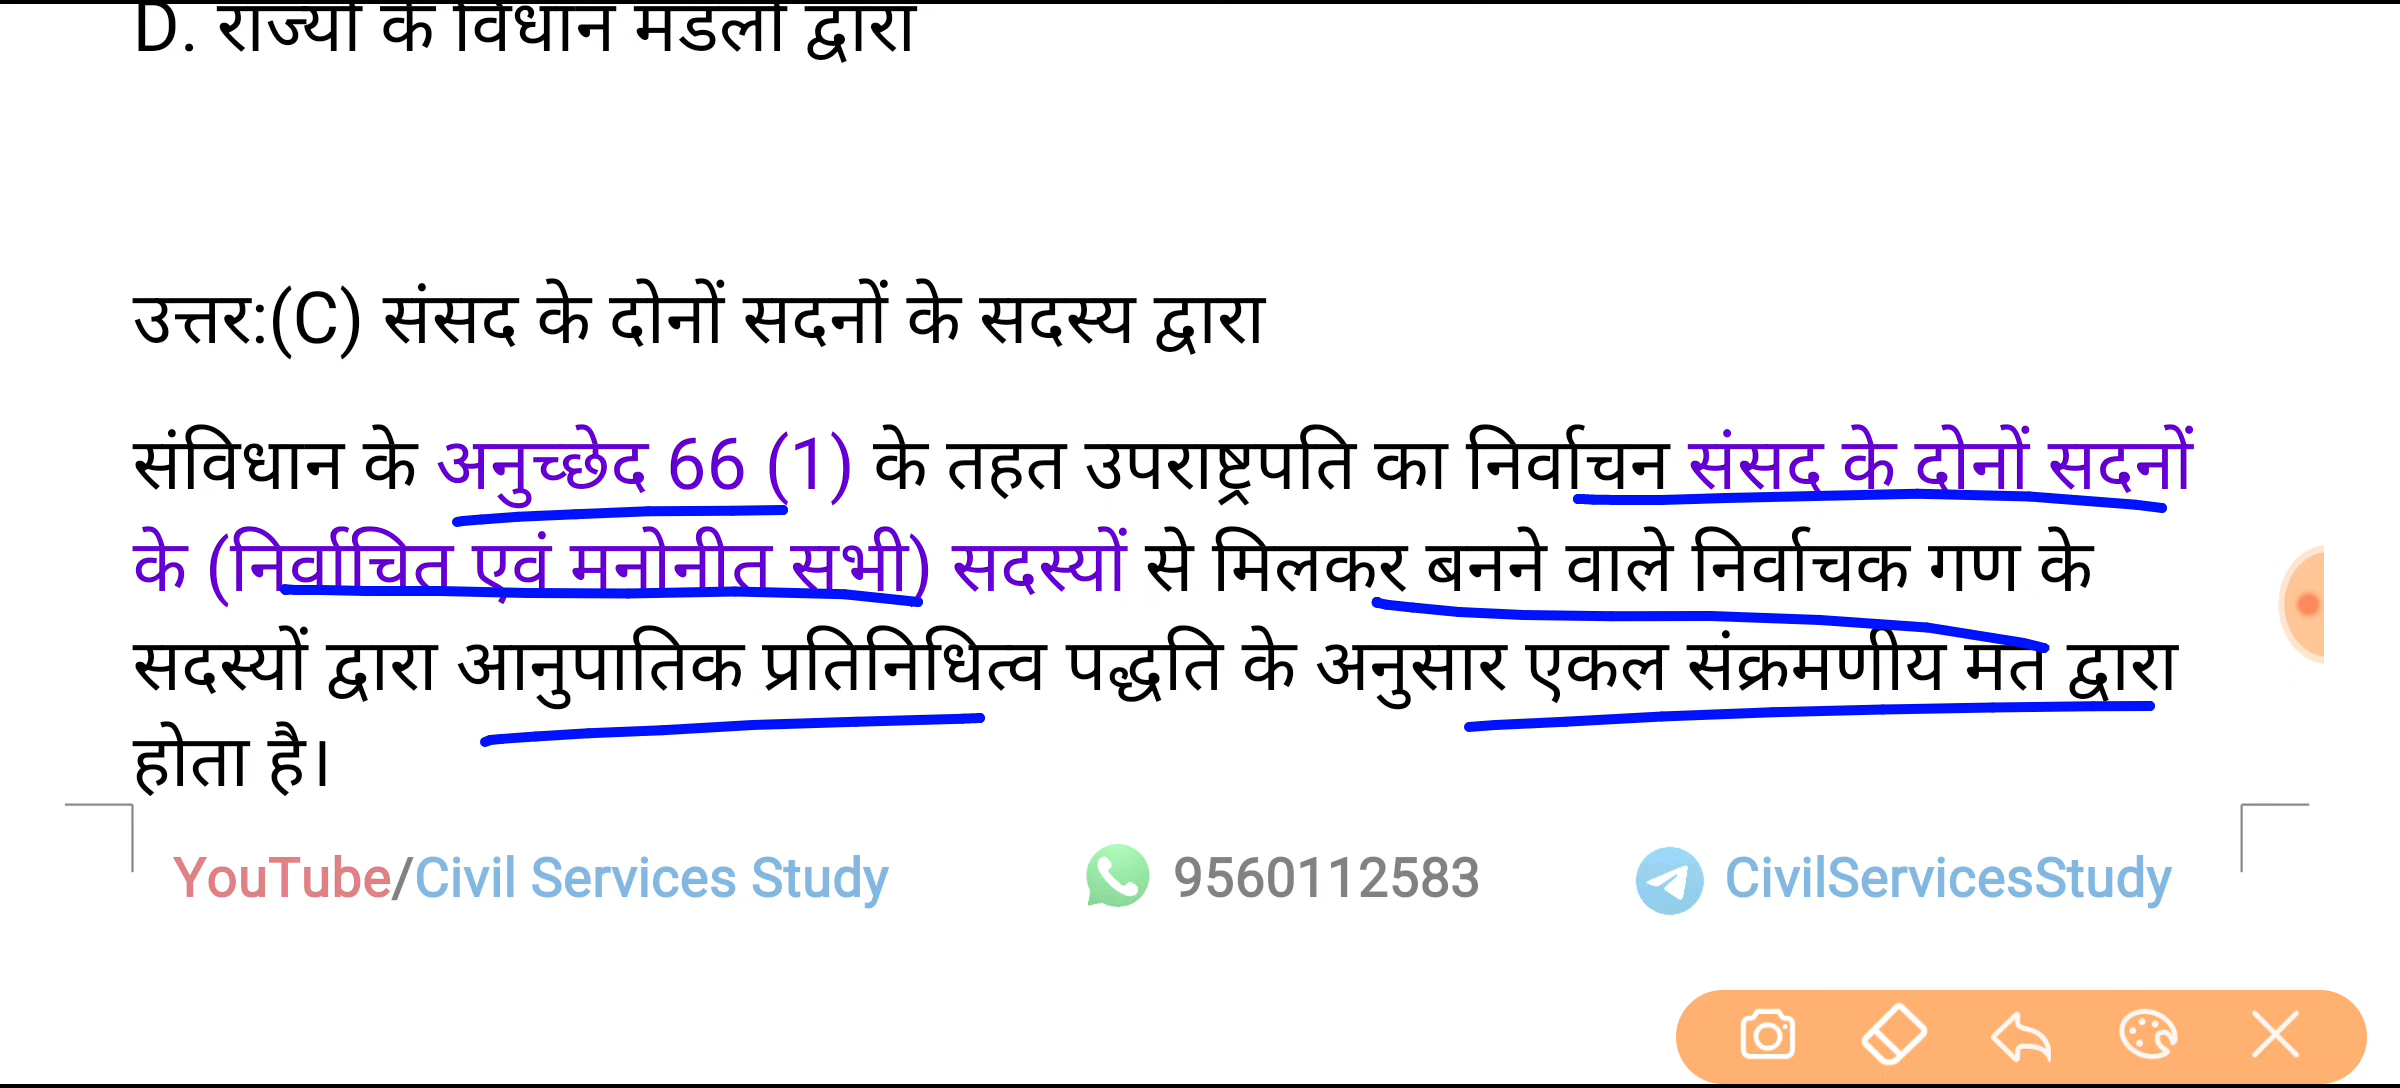 D. राज्यों के विधान मंडलों द्वारा
उत्तर:(C) संसद के दोनों सदनों के सदस्य द्वारा
संविधान के अनुच्छेद 66 (1) के तहत उपराष्ट्रपति का निर्वाचन संसद के दोनों सदनों
के (निर्वाचित एवं मनोनीत सभी) सदस्यों से मिलकर बनने वाले निर्वाचक गण के
सदस्यों द्वारा आनुपातिक प्रतिनिधित्व पद्धति के अनुसार एकल संक्रमणीय मत द्वारा
होता है।
YouTube/Civil Services Study 9560112583 CivilServicesStudy